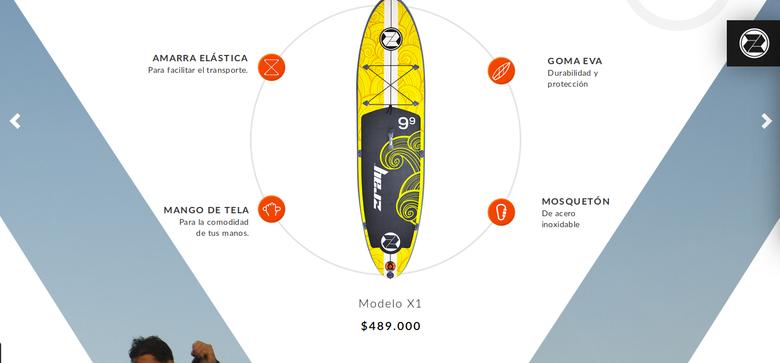 AMARRA ELÁSTICA
Para facilitar el transporte.
GOMA EVA
Durabilidad y
protección
9⁹
zray
MANGO DE TELA
Para la comodidad
de tus manos.
MOSQUETÓN
De acero
inoxidable
Modelo X1
$489.000